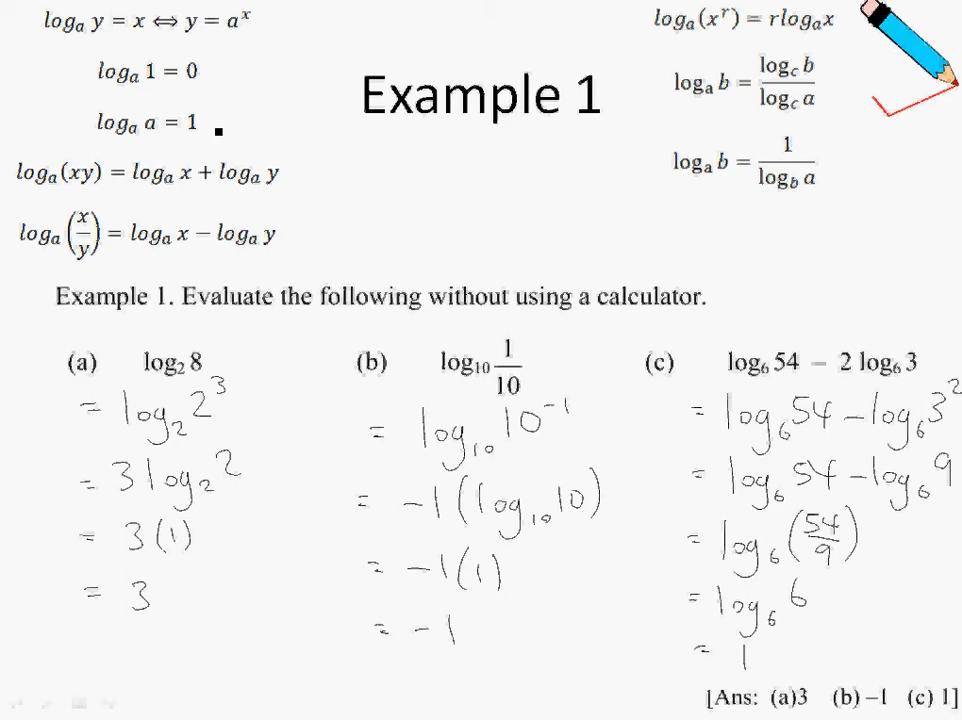 logₐ y = x ⇔ y = aˣ
logₐ 1 = 0
logₐ a = 1
logₐ(xy) = logₐ x + logₐ y
logₐ (x/y) = logₐ x − logₐ y
Example 1
logₐ(xʳ) = rlogₐx
logₐ b = log_c b / log_c a
logₐ b = 1 / log_b a
Example 1. Evaluate the following without using a calculator.
(a) log₂ 8
= log₂ 2³
= 3 log₂ 2
= 3 (1)
= 3
(b) log₁₀ 1/10
= log₁₀ 10⁻¹
= −1 (log₁₀ 10)
= −1 (1)
= −1
(c) log₆ 54 − 2 log₆ 3
= log₆ 54 − log₆ 3²
= log₆ 54 − log₆ 9
= log₆ (54/9)
= log₆ 6
= 1
[Ans: (a)3 (b) −1 (c) 1]